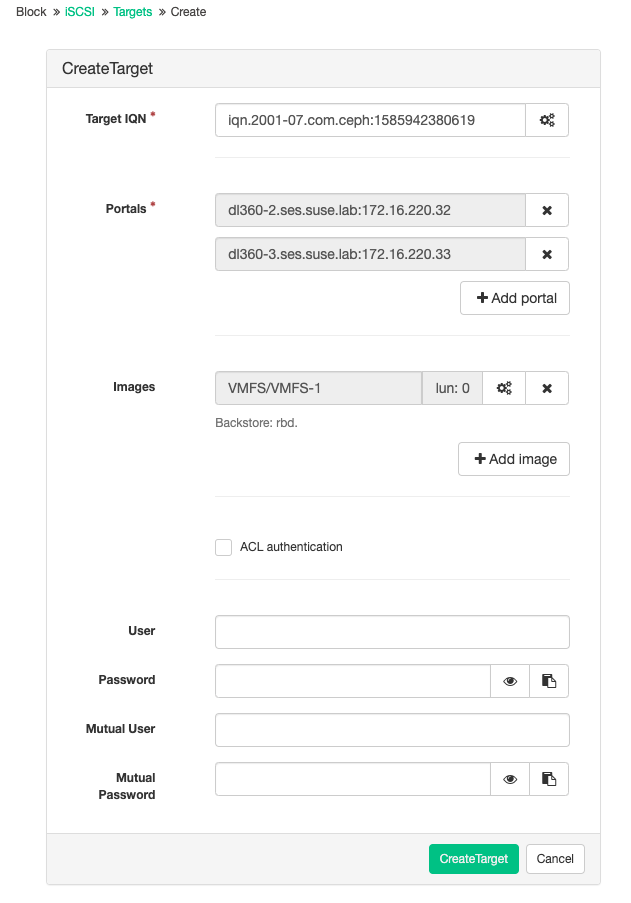 Block » iSCSI » Targets » Create
CreateTarget
Target IQN *
iqn.2001-07.com.ceph:1585942380619
Portals *
dl360-2.ses.suse.lab:172.16.220.32
dl360-3.ses.suse.lab:172.16.220.33
Add portal
Images
VMFS/VMFS-1 lun: 0
Backstore: rbd.
Add image
ACL authentication
User
Password
Mutual User
Mutual
Password
CreateTarget Cancel